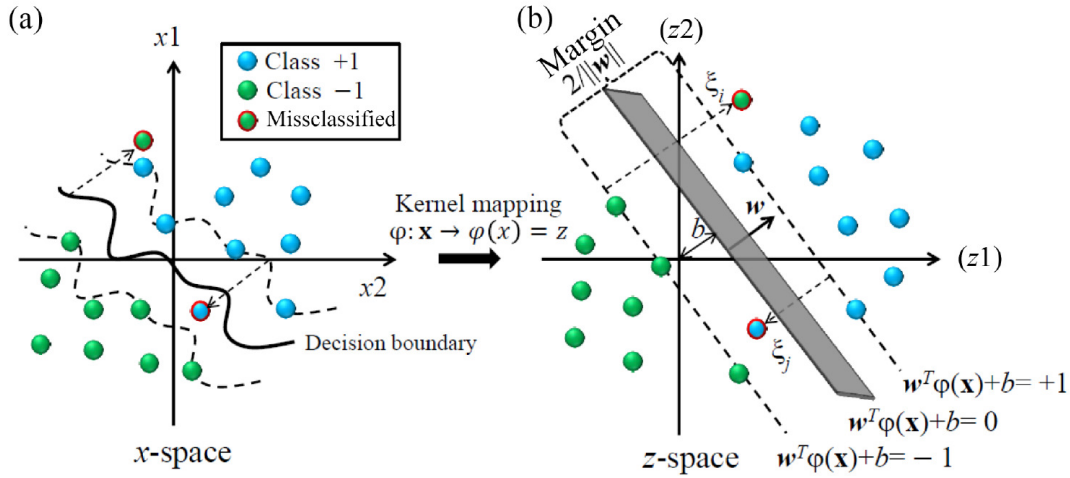 (a)
x1
Class +1
Class −1
Missclassified
x2
Decision boundary
x-space
Kernel mapping
φ: x → φ(x) = z
(b)
(z2)
Margin
2/||w||
ξi
w
b
(z1)
ξj
wTφ(x)+b= +1
wTφ(x)+b= 0
wTφ(x)+b= − 1
z-space